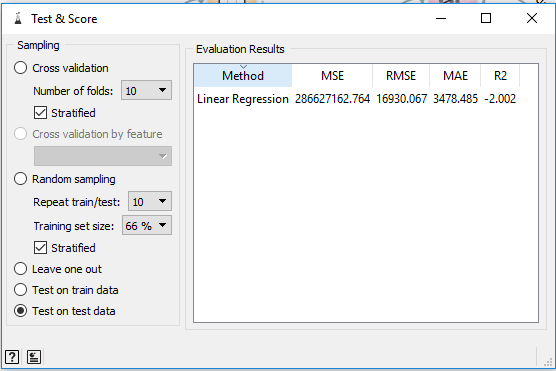 Test & Score
Sampling
Cross validation
Number of folds: 10
Stratified
Cross validation by feature
Random sampling
Repeat train/test: 10
Training set size: 66 %
Stratified
Leave one out
Test on train data
Test on test data
Evaluation Results
Method MSE RMSE MAE R2
Linear Regression 286627162.764 16930.067 3478.485 -2.002
?